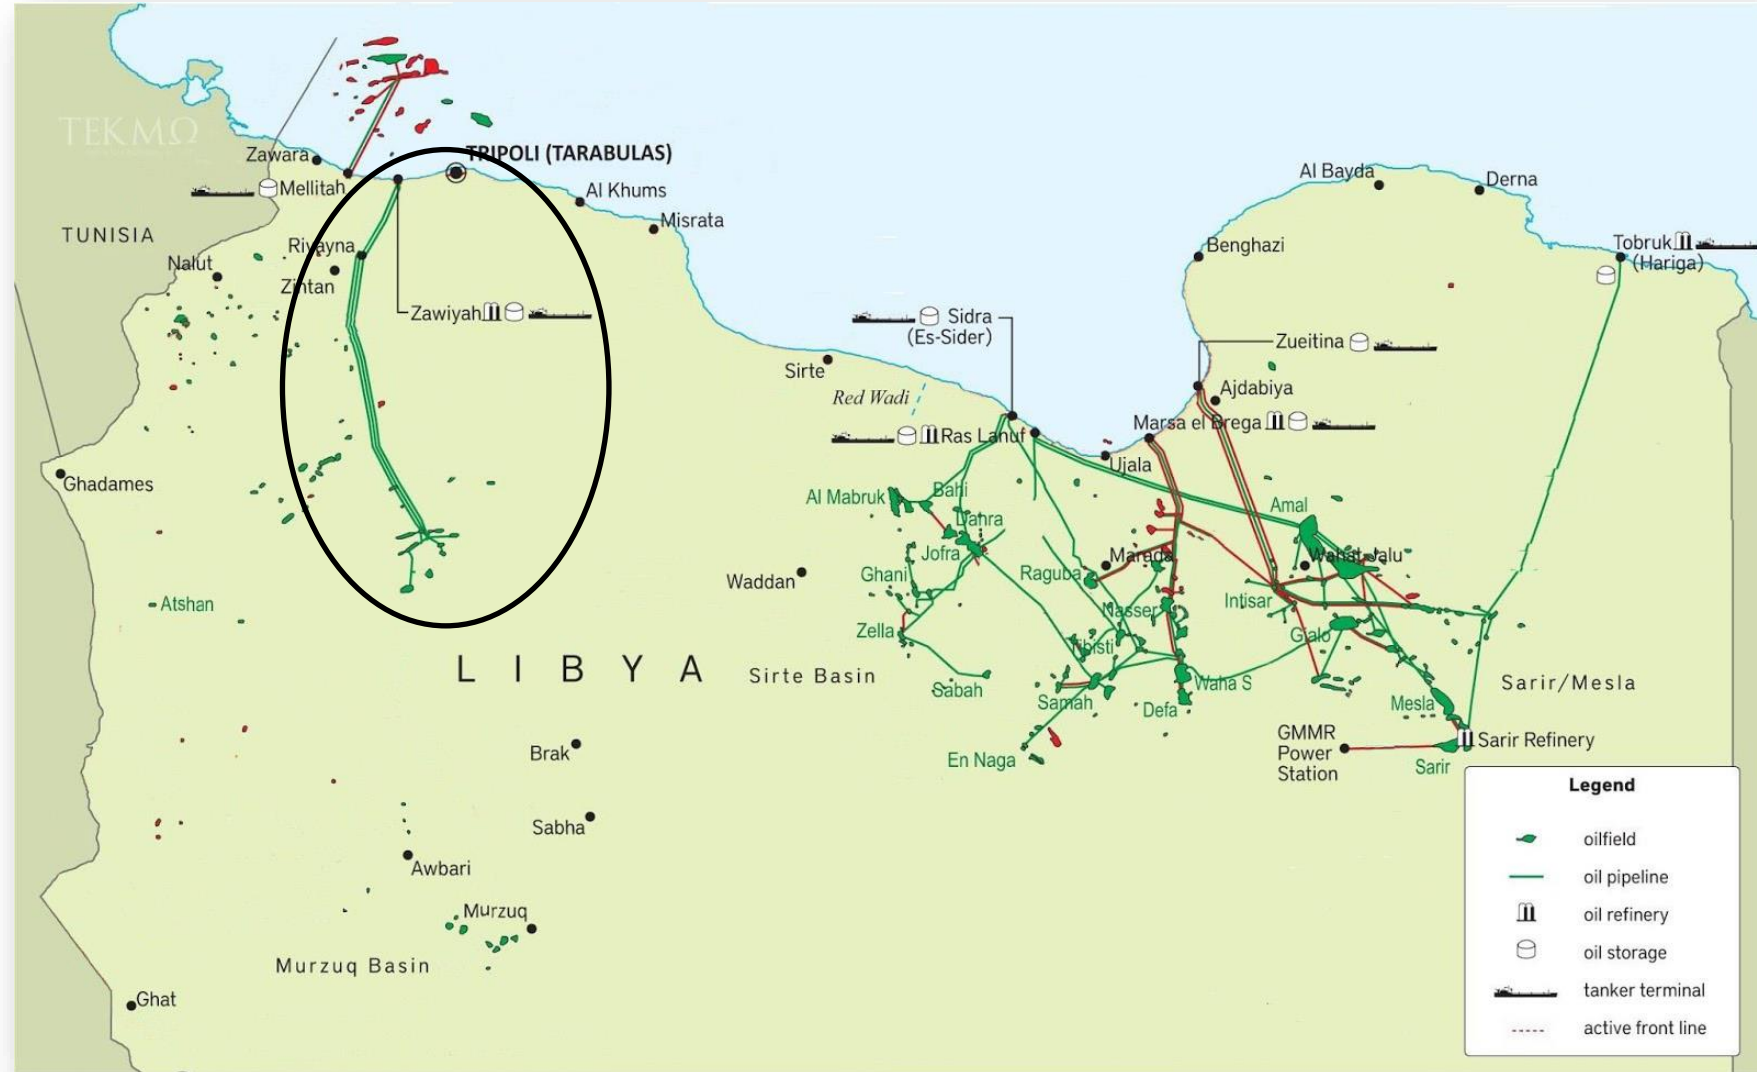 TEKMΩ
Zawara
TRIPOLI (TARABULAS)
Mellitah
Al Khums
Misrata
TUNISIA
Riyayna
Nalut
Zintan
Zawiyah
Al Bayda
Derna
Benghazi
Tobruk
(Hariga)
Sidra
(Es-Sider)
Zueitina
Sirte
Red Wadi
Ajdabiya
Marsa el Brega
Ras Lanuf
Ujala
Ghadames
Al Mabruk
Bahi
Amal
Dahra
Jofra
Marada
Wahat Jalu
Waddan
Ghani
Raguba
Atshan
Nasser
Intisar
Zella
Gialo
Tibisti
LIBYA
Sirte Basin
Sabah
Samah
Waha S
Defa
Mesla
Sarir/Mesla
En Naga
GMMR
Power
Station
Sarir Refinery
Sarir
Brak
Sabha
Awbari
Murzuq
Murzuq Basin
Ghat
Legend
oilfield
oil pipeline
oil refinery
oil storage
tanker terminal
active front line